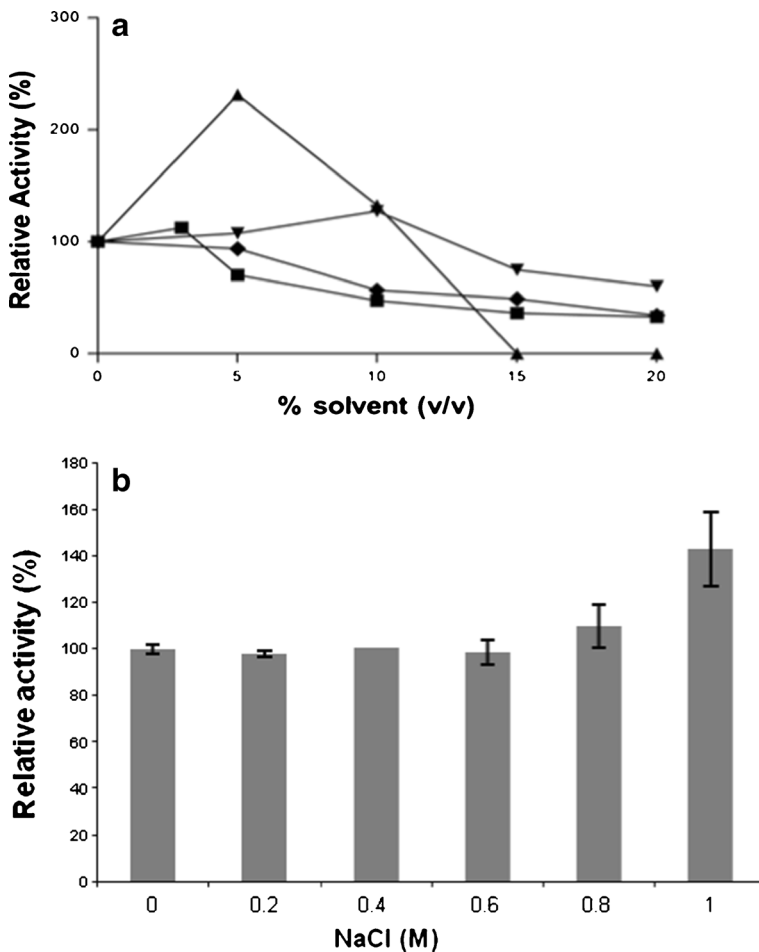 a
Relative Activity (%)
300
200
100
0
0 5 10 15 20
% solvent (v/v)
b
Relative activity (%)
180
160
140
120
100
80
60
40
20
0
0 0.2 0.4 0.6 0.8 1
NaCl (M)